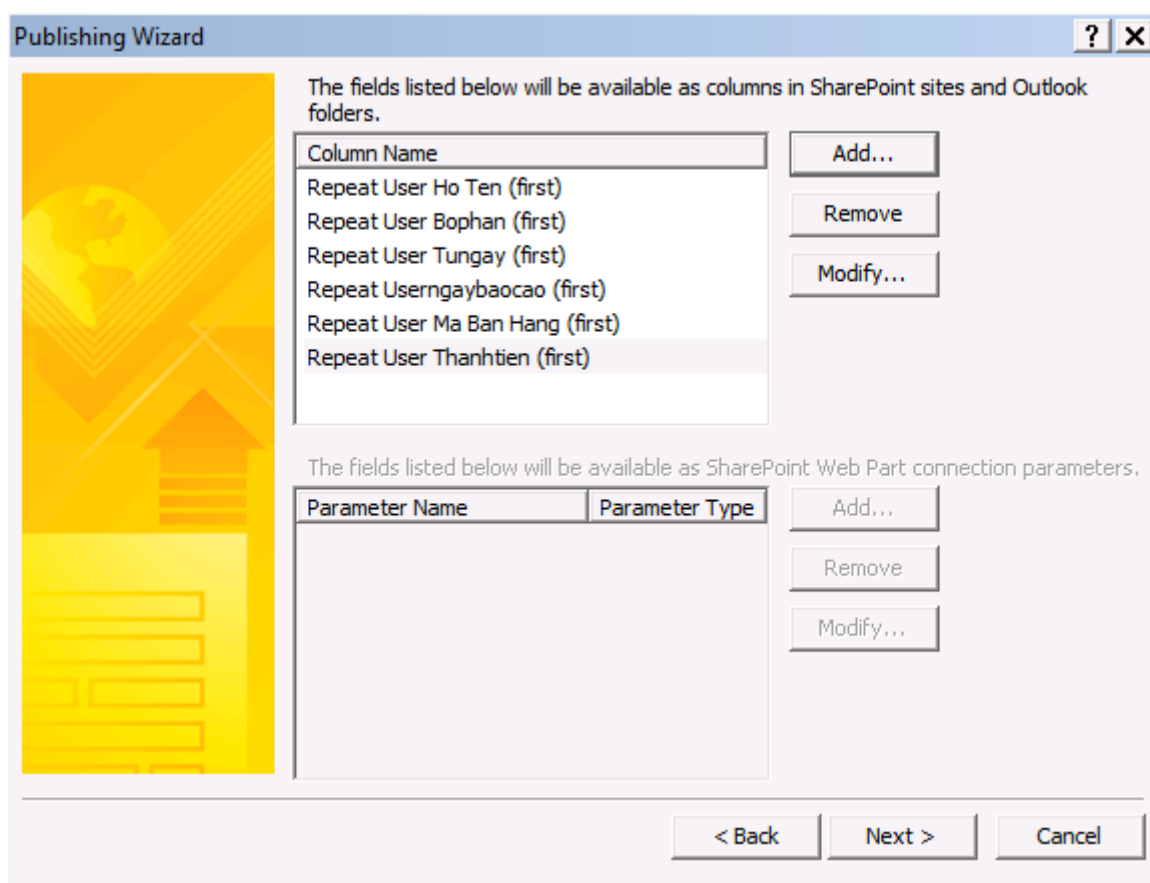 Publishing Wizard
The fields listed below will be available as columns in SharePoint sites and Outlook
folders.
Column Name
Repeat User Ho Ten (first)
Repeat User Bophan (first)
Repeat User Tungay (first)
Repeat Userngaybaocao (first)
Repeat User Ma Ban Hang (first)
Repeat User Thanhtien (first)
Add...
Remove
Modify...
The fields listed below will be available as SharePoint Web Part connection parameters.
Parameter Name Parameter Type
Add...
Remove
Modify...
< Back Next > Cancel